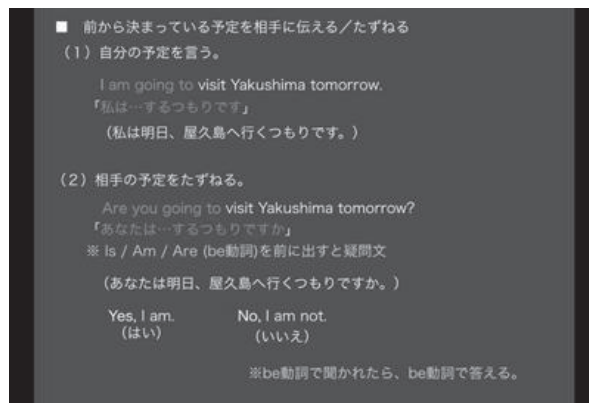 ■ 前から決まっている予定を相手に伝える／たずねる
（1）自分の予定を言う。
I am going to visit Yakushima tomorrow.
「私は…するつもりです」
（私は明日、屋久島へ行くつもりです。）
（2）相手の予定をたずねる。
Are you going to visit Yakushima tomorrow?
「あなたは…するつもりですか」
※ Is / Am / Are (be動詞)を前に出すと疑問文
（あなたは明日、屋久島へ行くつもりですか。）
Yes, I am. No, I am not.
（はい） （いいえ）
※be動詞で聞かれたら、be動詞で答える。